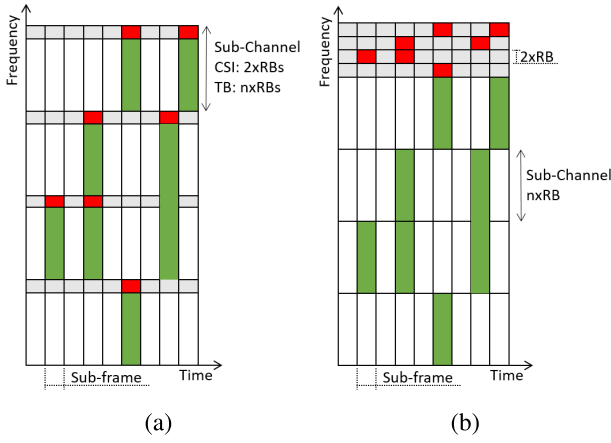 Frequency
Sub-Channel
CSI: 2xRBs
TB: nxRBs
Sub-frame
Time
(a)
Frequency
2xRB
Sub-Channel
nxRB
Sub-frame
Time
(b)